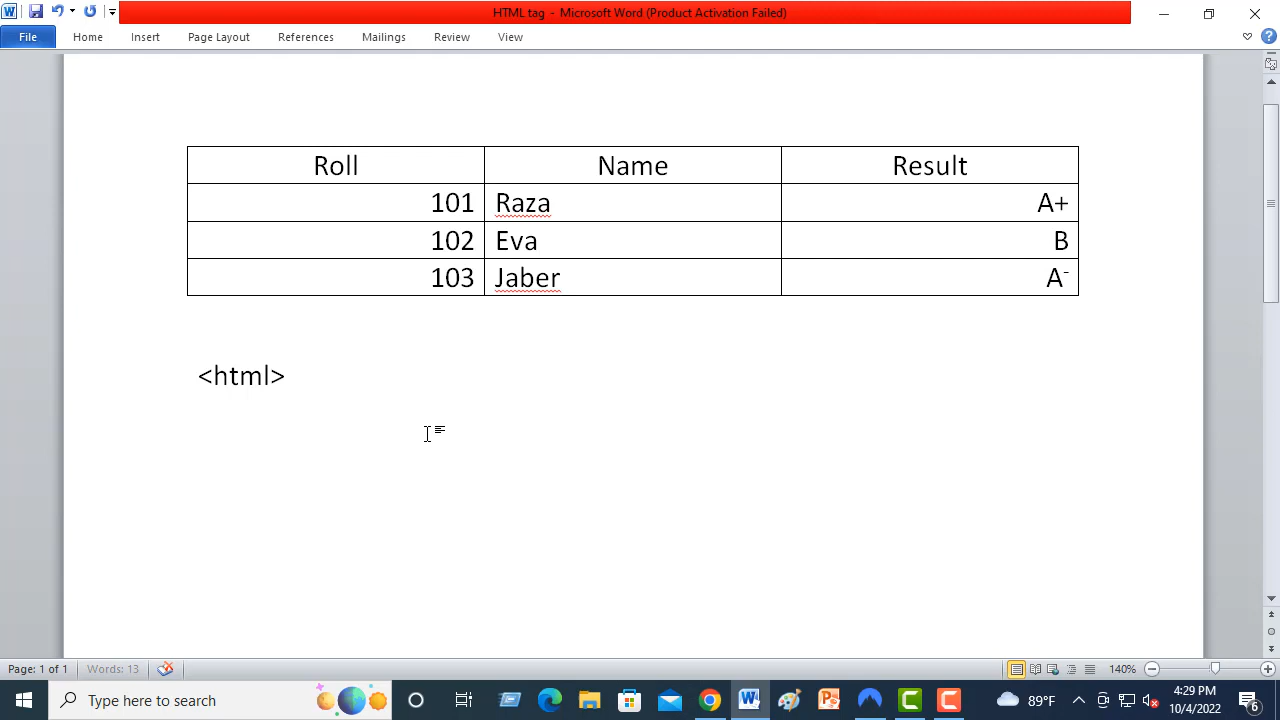 HTML tag - Microsoft Word (Product Activation Failed)
File Home Insert Page Layout References Mailings Review View
Roll Name Result
101 Raza A+
102 Eva B
103 Jaber A-
<html>
Page: 1 of 1 Words: 13 140%
Type here to search 89°F 4:29 PM
10/4/2022 6